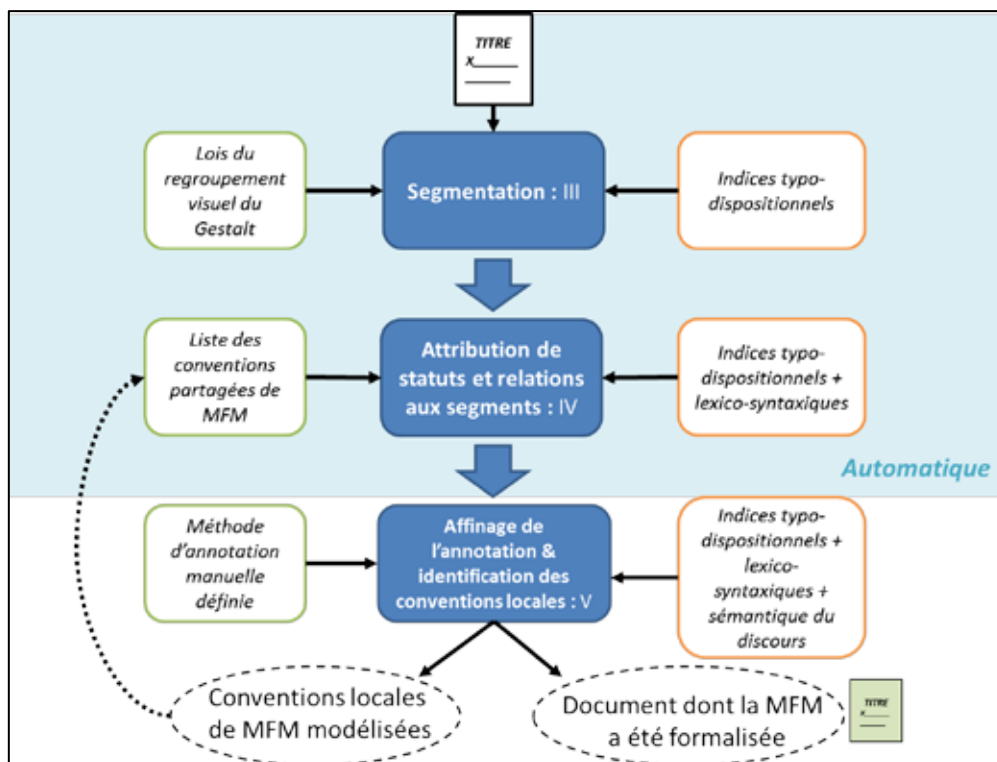 TITRE
x
Lois du
regroupement
visuel du
Gestalt
Segmentation : III
Indices typo-
dispositionnels
Liste des
conventions
partagées de
MFM
Attribution de
statuts et relations
aux segments : IV
Indices typo-
dispositionnels +
lexico-syntaxiques
Automatique
Méthode
d'annotation
manuelle
définie
Affinage de
l'annotation &
identification des
conventions locales : V
Indices typo-
dispositionnels +
lexico-
syntaxiques +
sémantique du
discours
Conventions locales
de MFM modélisées
Document dont la MFM
a été formalisée
TITRE
x